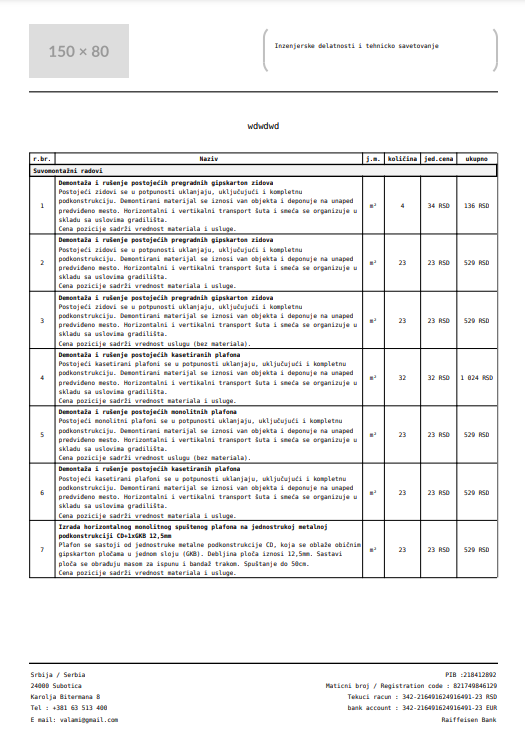 150 × 80
Inzenjerske delatnosti i tehnicko savetovanje
wdwdwd
r.br. Naziv j.m. količina jed.cena ukupno
Suvomontažni radovi
Demontaža i rušenje postojećih pregradnih gipskarton zidova
Postojeći zidovi se u potpunosti uklanjaju, uključujući i kompletnu
podkonstrukciju. Demontirani materijal se iznosi van objekta i deponuje na unaped
predviđeno mesto. Horizontalni i vertikalni transport šuta i smeća se organizuje u
skladu sa uslovima gradilišta.
Cena pozicije sadrži vrednost materiala i usluge.
1 m² 4 34 RSD 136 RSD
Demontaža i rušenje postojećih pregradnih gipskarton zidova
Postojeći zidovi se u potpunosti uklanjaju, uključujući i kompletnu
podkonstrukciju. Demontirani materijal se iznosi van objekta i deponuje na unaped
predviđeno mesto. Horizontalni i vertikalni transport šuta i smeća se organizuje u
skladu sa uslovima gradilišta.
Cena pozicije sadrži vrednost materiala i usluge.
2 m² 23 23 RSD 529 RSD
Demontaža i rušenje postojećih pregradnih gipskarton zidova
Postojeći zidovi se u potpunosti uklanjaju, uključujući i kompletnu
podkonstrukciju. Demontirani materijal se iznosi van objekta i deponuje na unaped
predviđeno mesto. Horizontalni i vertikalni transport šuta i smeća se organizuje u
skladu sa uslovima gradilišta.
Cena pozicije sadrži vrednost uslugu (bez materiala).
3 m² 23 23 RSD 529 RSD
Demontaža i rušenje postojećih kasetiranih plafona
Postojeći kasetirani plafoni se u potpunosti uklanjaju, uključujući i kompletnu
podkonstrukciju. Demontirani materijal se iznosi van objekta i deponuje na unaped
predviđeno mesto. Horizontalni i vertikalni transport šuta i smeća se organizuje u
skladu sa uslovima gradilišta.
Cena pozicije sadrži vrednost materiala i usluge.
4 m² 32 32 RSD 1 024 RSD
Demontaža i rušenje postojećih monolitnih plafona
Postojeći monolitni plafoni se u potpunosti uklanjaju, uključujući i kompletnu
podkonstrukciju. Demontirani materijal se iznosi van objekta i deponuje na unaped
predviđeno mesto. Horizontalni i vertikalni transport šuta i smeća se organizuje u
skladu sa uslovima gradilišta.
Cena pozicije sadrži vrednost uslugu (bez materiala).
5 m² 23 23 RSD 529 RSD
Demontaža i rušenje postojećih kasetiranih plafona
Postojeći kasetirani plafoni se u potpunosti uklanjaju, uključujući i kompletnu
podkonstrukciju. Demontirani materijal se iznosi van objekta i deponuje na unaped
predviđeno mesto. Horizontalni i vertikalni transport šuta i smeća se organizuje u
skladu sa uslovima gradilišta.
Cena pozicije sadrži vrednost materiala i usluge.
6 m² 23 23 RSD 529 RSD
Izrada horizontalnog monolitnog spuštenog plafona na jednostrukoj metalnoj
podkonstrukciji CD+1xGKB 12,5mm
Plafon se sastoji od jednostruke metalne podkonstrukcije CD, koja se oblaže običnim
gipskarton pločama u jednom sloju (GKB). Debljina ploča iznosi 12,5mm. Sastavi
ploča se obrađuju masom za ispunu i bandaž trakom. Spuštanje do 50cm.
Cena pozicije sadrži vrednost materiala i usluge.
7 m² 23 23 RSD 529 RSD
Srbija / Serbia PIB :218412892
24000 Subotica Maticni broj / Registration code : 821749846129
Karolja Bitermana 8 Tekuci racun : 342-216491624916491-23 RSD
Tel : +381 63 513 400 bank account : 342-216491624916491-23 EUR
E mail: valami@gmail.com Raiffeisen Bank